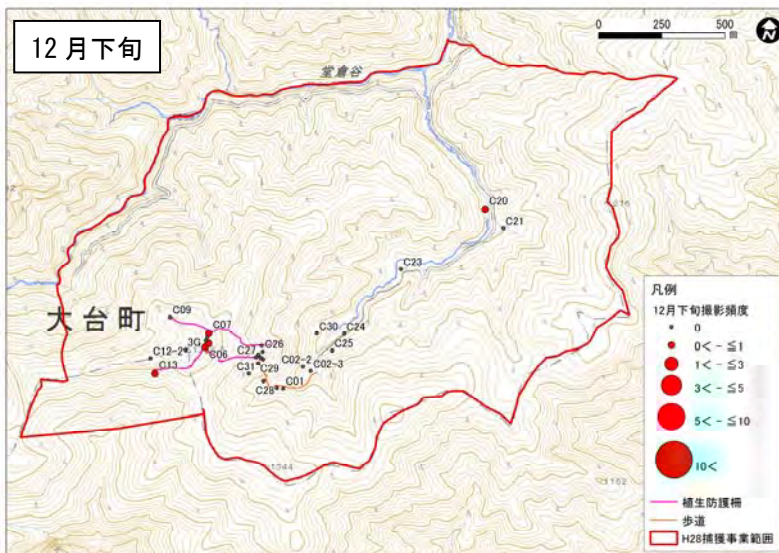 12月下旬
0 250 500
m
N
堂倉谷
C20
C21
C23
大台町
C09
C07
C30
C24
3G
C26
C25
C12-2
C06
C27
C13
C29
C02-2
C02-3
C31
C28
C01
1344
1162
凡例
12月下旬撮影頻度
0
0< - ≦1
1< - ≦3
3< - ≦5
5< - ≦10
10<
植生防護柵
歩道
H28捕獲事業範囲